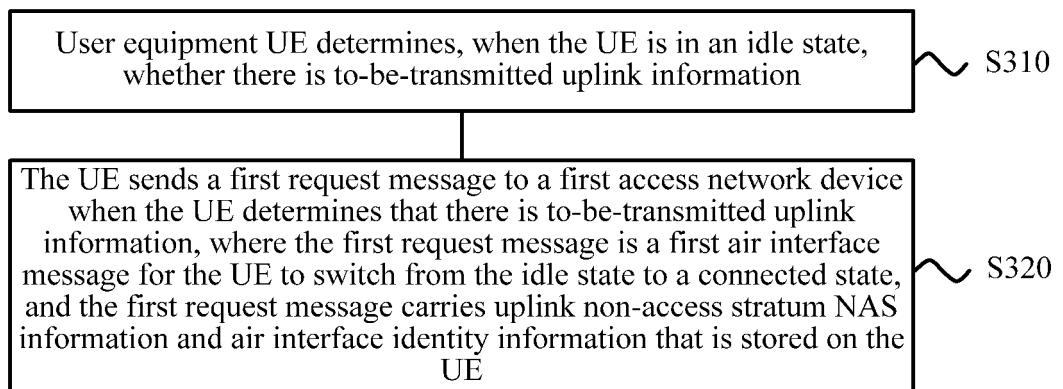 User equipment UE determines, when the UE is in an idle state,
whether there is to-be-transmitted uplink information
S310
The UE sends a first request message to a first access network device
when the UE determines that there is to-be-transmitted uplink
information, where the first request message is a first air interface
message for the UE to switch from the idle state to a connected state,
and the first request message carries uplink non-access stratum NAS
information and air interface identity information that is stored on the
UE
S320